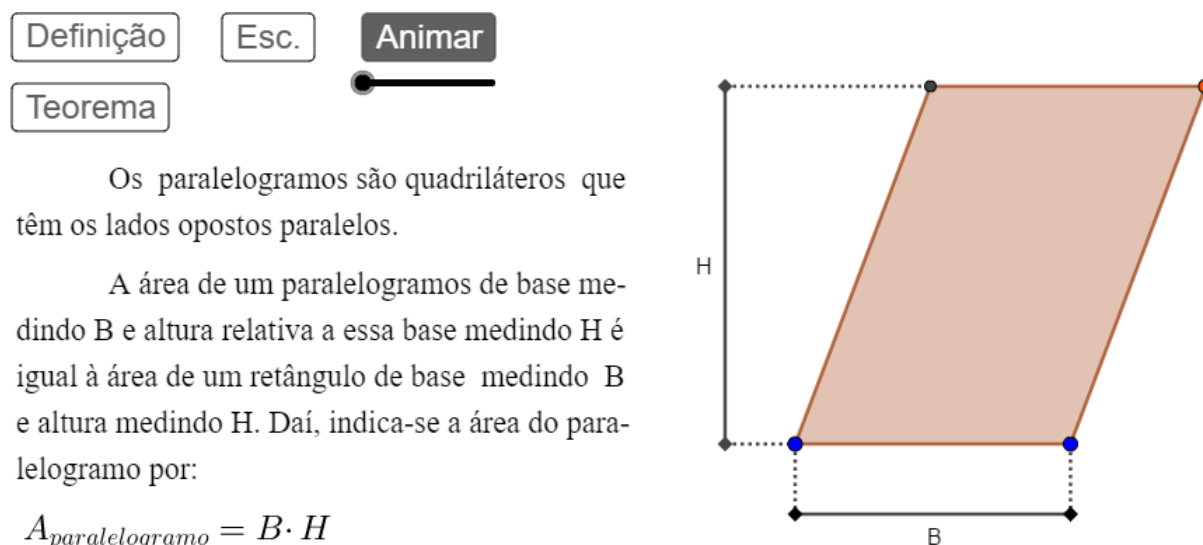 Definição
Esc.
Animar
Teorema
Os paralelogramos são quadriláteros que
têm os lados opostos paralelos.
A área de um paralelogramos de base me-
dindo B e altura relativa a essa base medindo H é
igual à área de um retângulo de base medindo B
e altura medindo H. Daí, indica-se a área do para-
lelogramo por:
A_{paralelogramo} = B · H
H
B